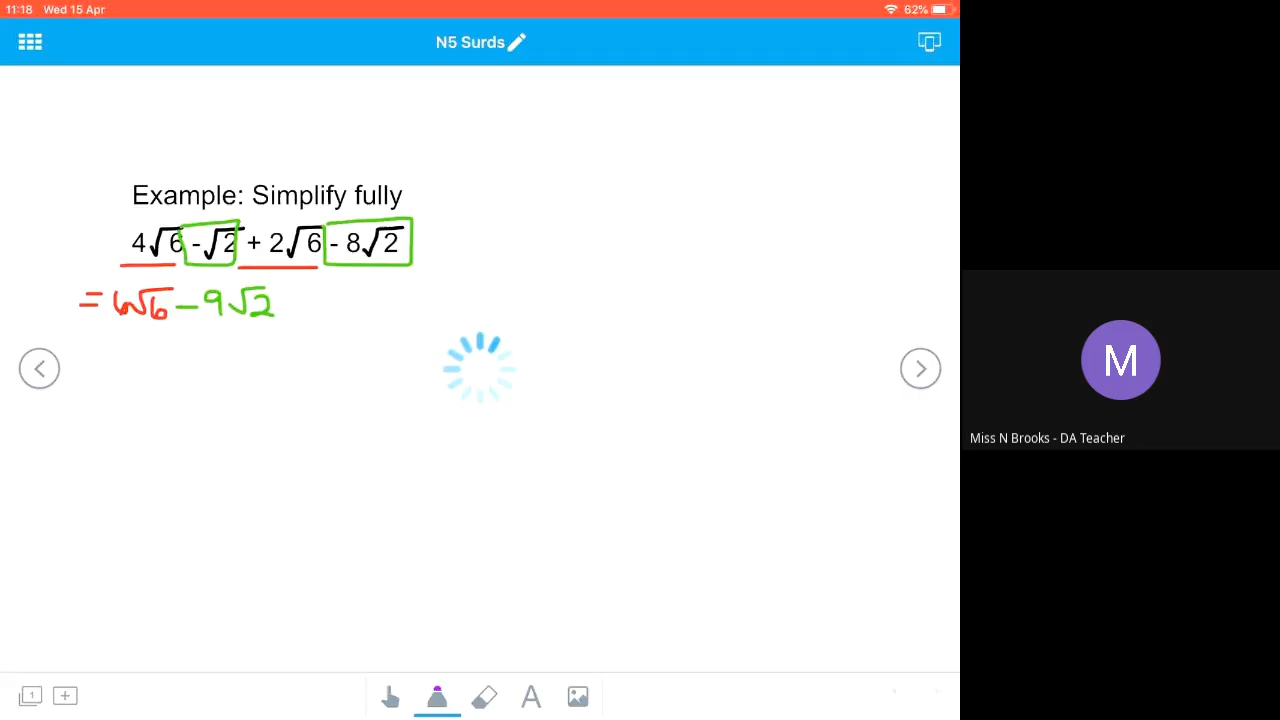 11:18 Wed 15 Apr 62%
N5 Surds
Example: Simplify fully
4√6 - √2 + 2√6 - 8√2
= 6√6 - 9√2
M
Miss N Brooks - DA Teacher
1
A